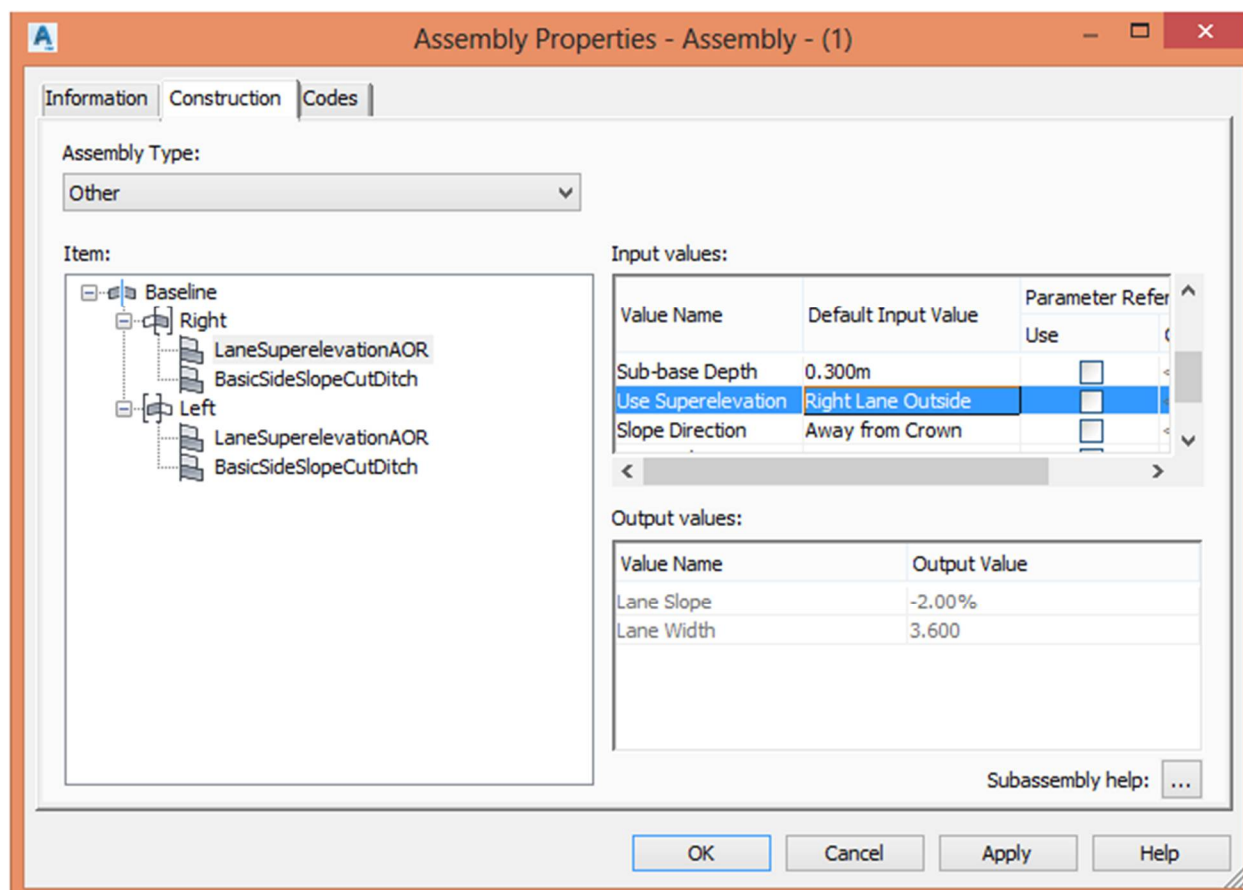 Assembly Properties - Assembly - (1)
Information Construction Codes
Assembly Type:
Other
Item:
Baseline
Right
LaneSuperelevationAOR
BasicSideSlopeCutDitch
Left
LaneSuperelevationAOR
BasicSideSlopeCutDitch
Input values:
Value Name Default Input Value Parameter Refer
Use
Sub-base Depth 0.300m
Use Superelevation Right Lane Outside
Slope Direction Away from Crown
Output values:
Value Name Output Value
Lane Slope -2.00%
Lane Width 3.600
Subassembly help: ...
OK Cancel Apply Help